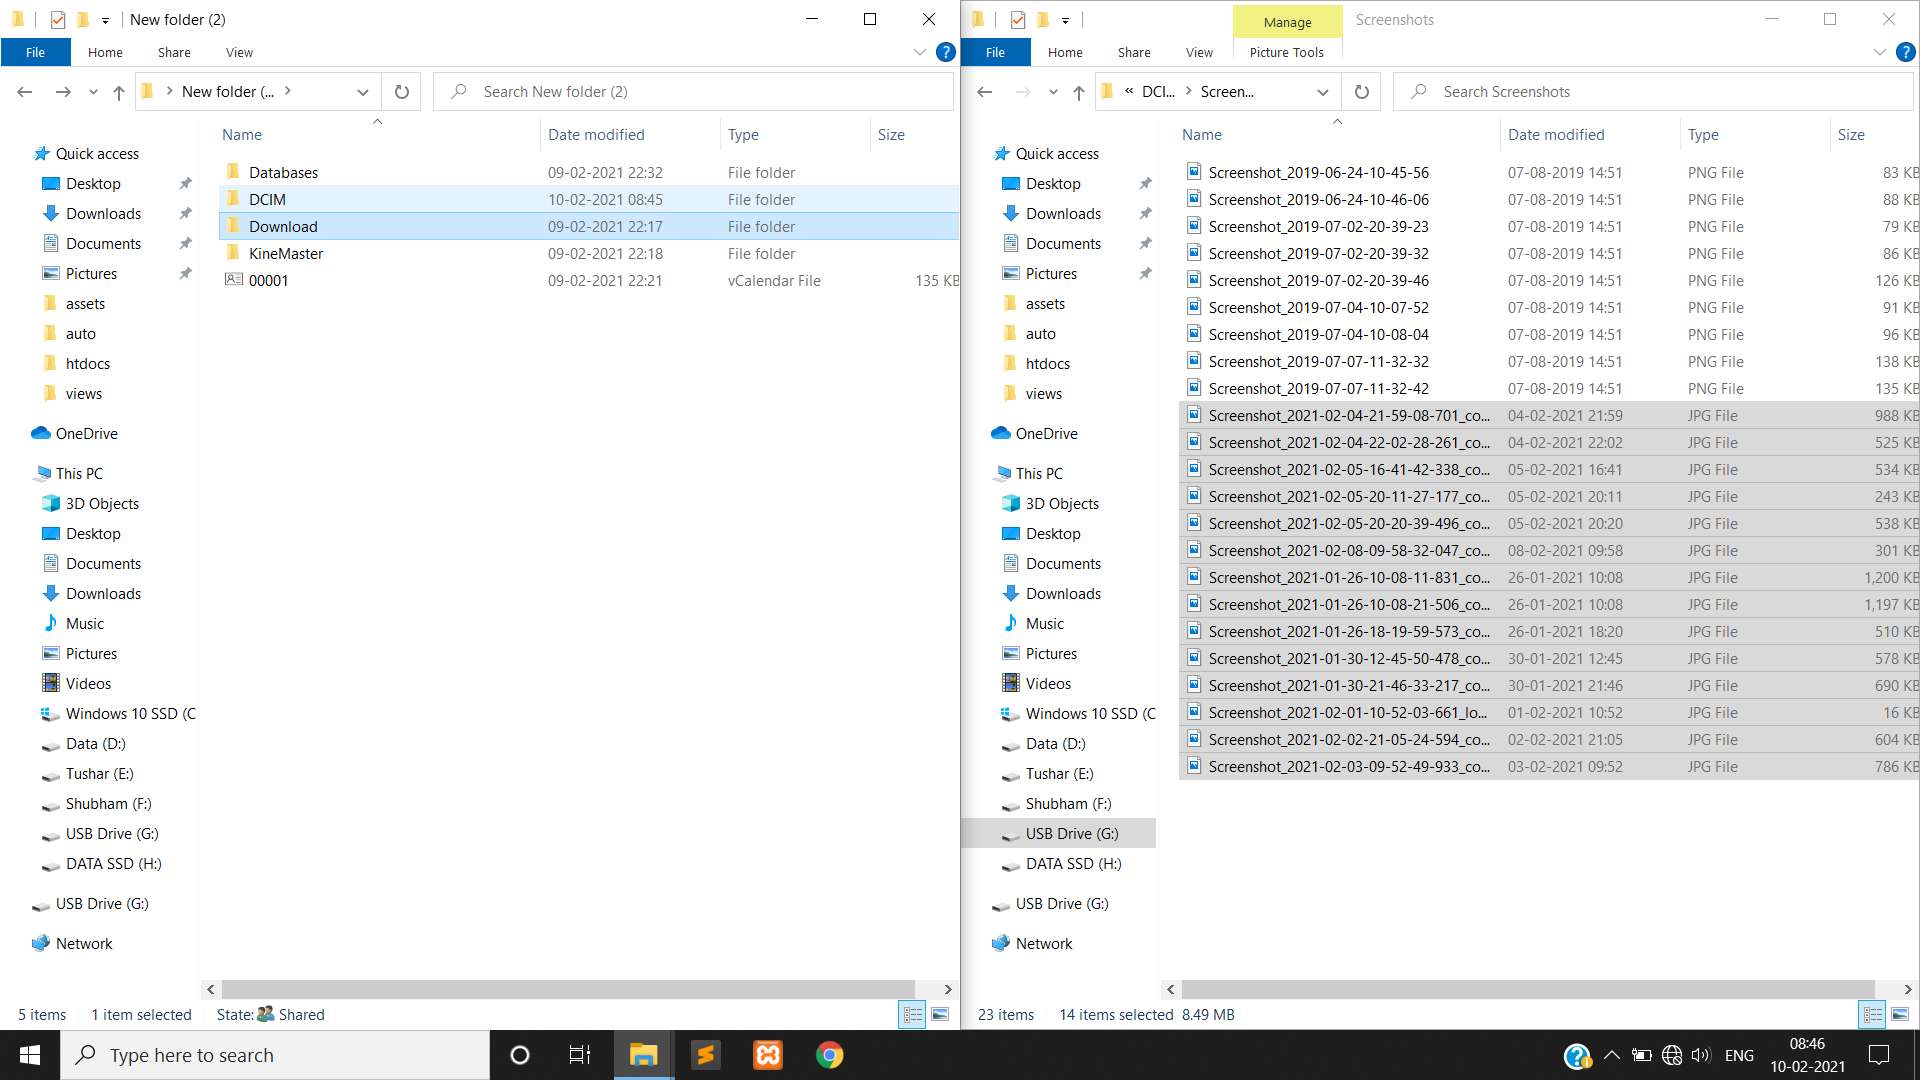 New folder (2)
File
Home
Share
View
New folder (...
Search New folder (2)
Name
Date modified
Type
Size
Quick access
Desktop
Downloads
Documents
Pictures
assets
auto
htdocs
views
OneDrive
This PC
3D Objects
Desktop
Documents
Downloads
Music
Pictures
Videos
Windows 10 SSD (C
Data (D:)
Tushar (E:)
Shubham (F:)
USB Drive (G:)
DATA SSD (H:)
USB Drive (G:)
Network
Databases 09-02-2021 22:32 File folder
DCIM 10-02-2021 08:45 File folder
Download 09-02-2021 22:17 File folder
KineMaster 09-02-2021 22:18 File folder
00001 09-02-2021 22:21 vCalendar File 135 KB
5 items 1 item selected State: Shared
Manage
Screenshots
File
Home
Share
View
Picture Tools
« DCI... Screen...
Search Screenshots
Name
Date modified
Type
Size
Quick access
Desktop
Downloads
Documents
Pictures
assets
auto
htdocs
views
OneDrive
This PC
3D Objects
Desktop
Documents
Downloads
Music
Pictures
Videos
Windows 10 SSD (C
Data (D:)
Tushar (E:)
Shubham (F:)
USB Drive (G:)
DATA SSD (H:)
USB Drive (G:)
Network
Screenshot_2019-06-24-10-45-56 07-08-2019 14:51 PNG File 83 KB
Screenshot_2019-06-24-10-46-06 07-08-2019 14:51 PNG File 88 KB
Screenshot_2019-07-02-20-39-23 07-08-2019 14:51 PNG File 79 KB
Screenshot_2019-07-02-20-39-32 07-08-2019 14:51 PNG File 86 KB
Screenshot_2019-07-02-20-39-46 07-08-2019 14:51 PNG File 126 KB
Screenshot_2019-07-04-10-07-52 07-08-2019 14:51 PNG File 91 KB
Screenshot_2019-07-04-10-08-04 07-08-2019 14:51 PNG File 96 KB
Screenshot_2019-07-07-11-32-32 07-08-2019 14:51 PNG File 138 KB
Screenshot_2019-07-07-11-32-42 07-08-2019 14:51 PNG File 135 KB
Screenshot_2021-02-04-21-59-08-701_co... 04-02-2021 21:59 JPG File 988 KB
Screenshot_2021-02-04-22-02-28-261_co... 04-02-2021 22:02 JPG File 525 KB
Screenshot_2021-02-05-16-41-42-338_co... 05-02-2021 16:41 JPG File 534 KB
Screenshot_2021-02-05-20-11-27-177_co... 05-02-2021 20:11 JPG File 243 KB
Screenshot_2021-02-05-20-20-39-496_co... 05-02-2021 20:20 JPG File 538 KB
Screenshot_2021-02-08-09-58-32-047_co... 08-02-2021 09:58 JPG File 301 KB
Screenshot_2021-01-26-10-08-11-831_co... 26-01-2021 10:08 JPG File 1,200 KB
Screenshot_2021-01-26-10-08-21-506_co... 26-01-2021 10:08 JPG File 1,197 KB
Screenshot_2021-01-26-18-19-59-573_co... 26-01-2021 18:20 JPG File 510 KB
Screenshot_2021-01-30-12-45-50-478_co... 30-01-2021 12:45 JPG File 578 KB
Screenshot_2021-01-30-21-46-33-217_co... 30-01-2021 21:46 JPG File 690 KB
Screenshot_2021-02-01-10-52-03-661_lo... 01-02-2021 10:52 JPG File 16 KB
Screenshot_2021-02-02-21-05-24-594_co... 02-02-2021 21:05 JPG File 604 KB
Screenshot_2021-02-03-09-52-49-933_co... 03-02-2021 09:52 JPG File 786 KB
23 items 14 items selected 8.49 MB
Type here to search
ENG
08:46
10-02-2021